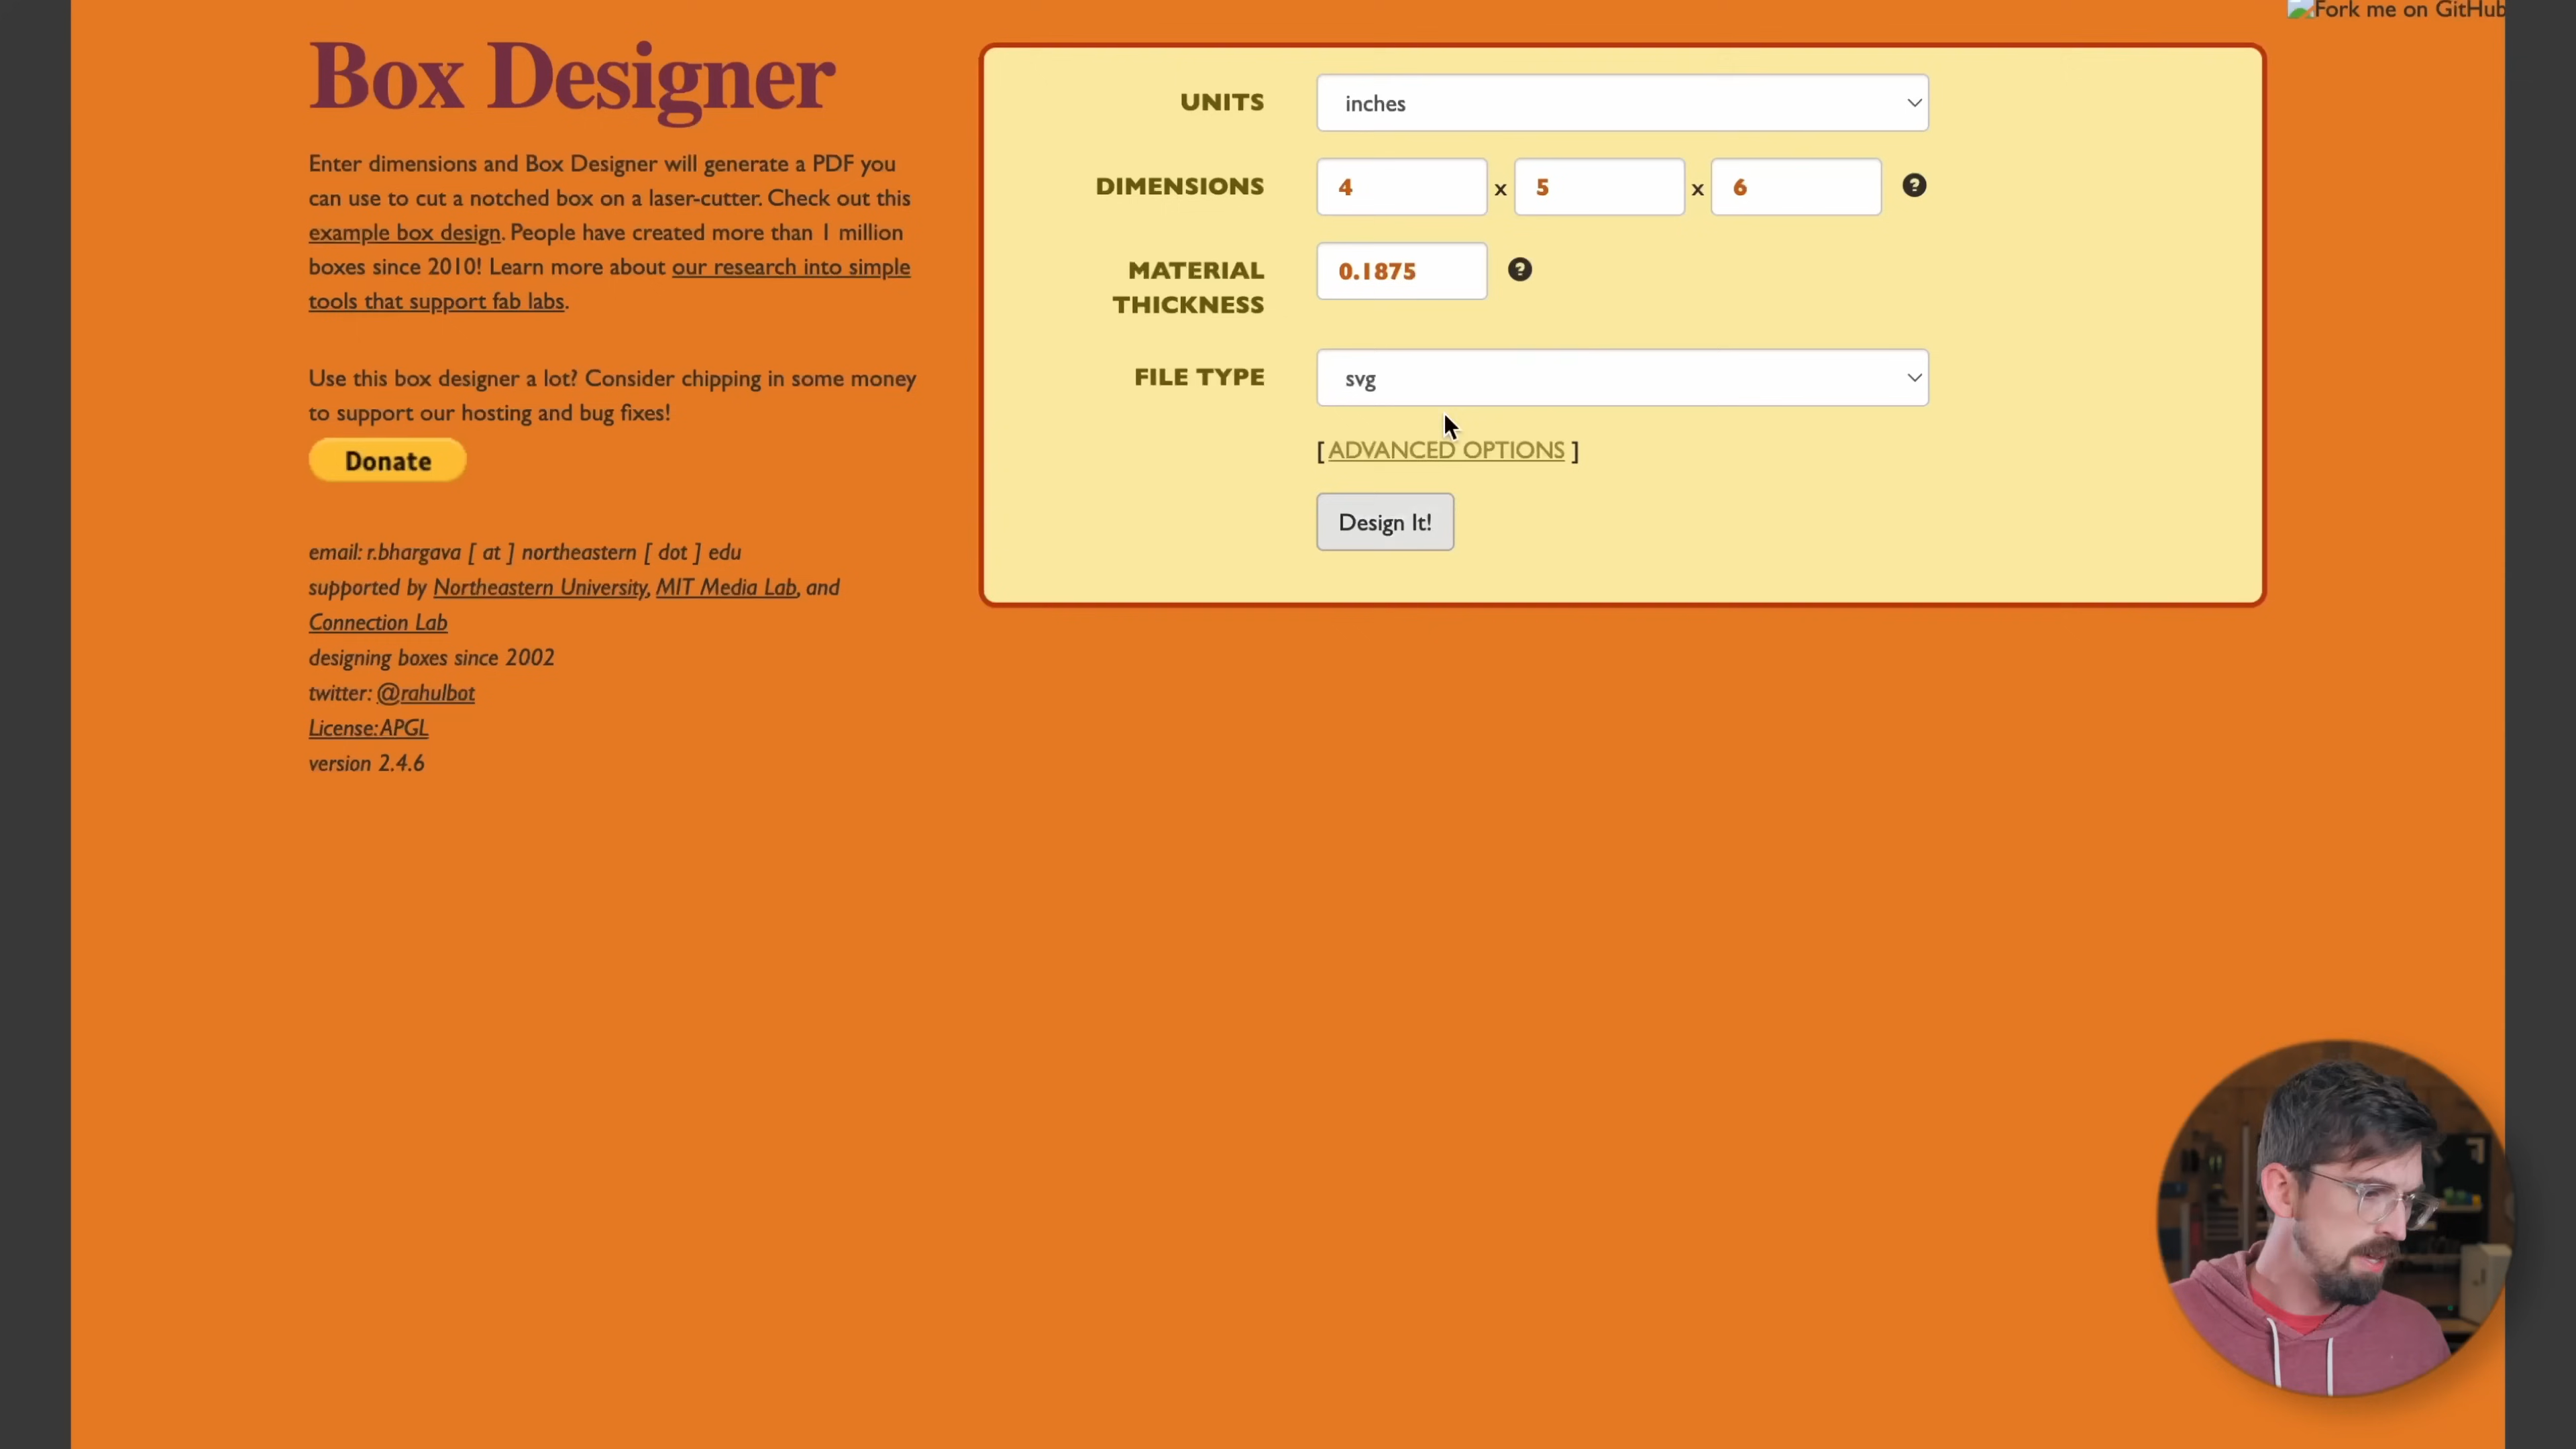 Fork me on GitHub
Box Designer
Enter dimensions and Box Designer will generate a PDF you
can use to cut a notched box on a laser-cutter. Check out this
example box design. People have created more than 1 million
boxes since 2010! Learn more about our research into simple
tools that support fab labs.
Use this box designer a lot? Consider chipping in some money
to support our hosting and bug fixes!
Donate
email: r.bhargava [ at ] northeastern [ dot ] edu
supported by Northeastern University, MIT Media Lab, and
Connection Lab
designing boxes since 2002
twitter: @rahulbot
License: APGL
version 2.4.6
UNITS inches
DIMENSIONS 4 x 5 x 6 ?
MATERIAL 0.1875 ?
THICKNESS
FILE TYPE svg
[ ADVANCED OPTIONS ]
Design It!